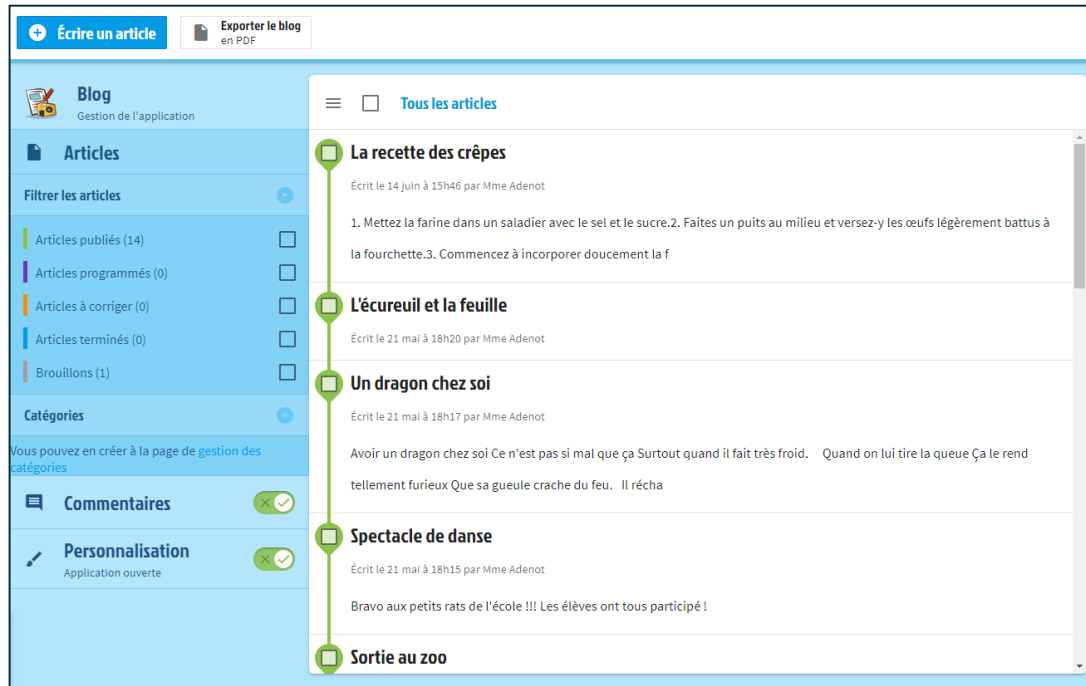 Écrire un article
Exporter le blog
en PDF
Blog
Gestion de l'application
Articles
Filtrer les articles
Articles publiés (14)
Articles programmés (0)
Articles à corriger (0)
Articles terminés (0)
Brouillons (1)
Catégories
Vous pouvez en créer à la page de gestion des
catégories
Commentaires
Personnalisation
Application ouverte
Tous les articles
La recette des crêpes
Écrit le 14 juin à 15h46 par Mme Adenot
1. Mettez la farine dans un saladier avec le sel et le sucre.2. Faites un puits au milieu et versez-y les œufs légèrement battus à
la fourchette.3. Commencez à incorporer doucement la f
L'écureuil et la feuille
Écrit le 21 mai à 18h20 par Mme Adenot
Un dragon chez soi
Écrit le 21 mai à 18h17 par Mme Adenot
Avoir un dragon chez soi Ce n'est pas si mal que ça Surtout quand il fait très froid. Quand on lui tire la queue Ça le rend
tellement furieux Que sa gueule crache du feu. Il récha
Spectacle de danse
Écrit le 21 mai à 18h15 par Mme Adenot
Bravo aux petits rats de l'école !!! Les élèves ont tous participé !
Sortie au zoo